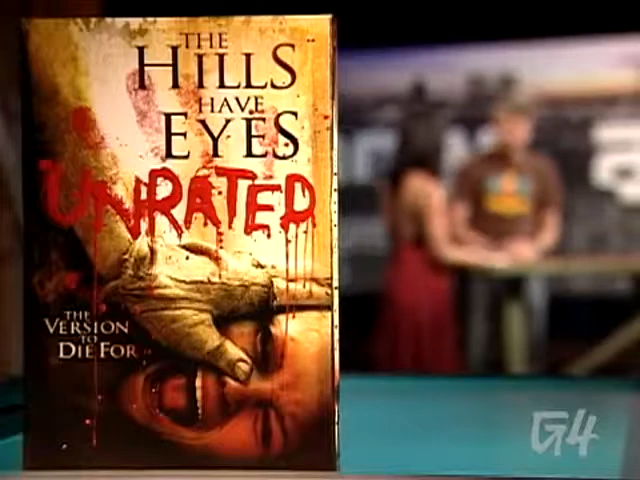 THE
HILLS
HAVE
EYES
UNRATED
THE
VERSION
TO
DIE FOR
G4